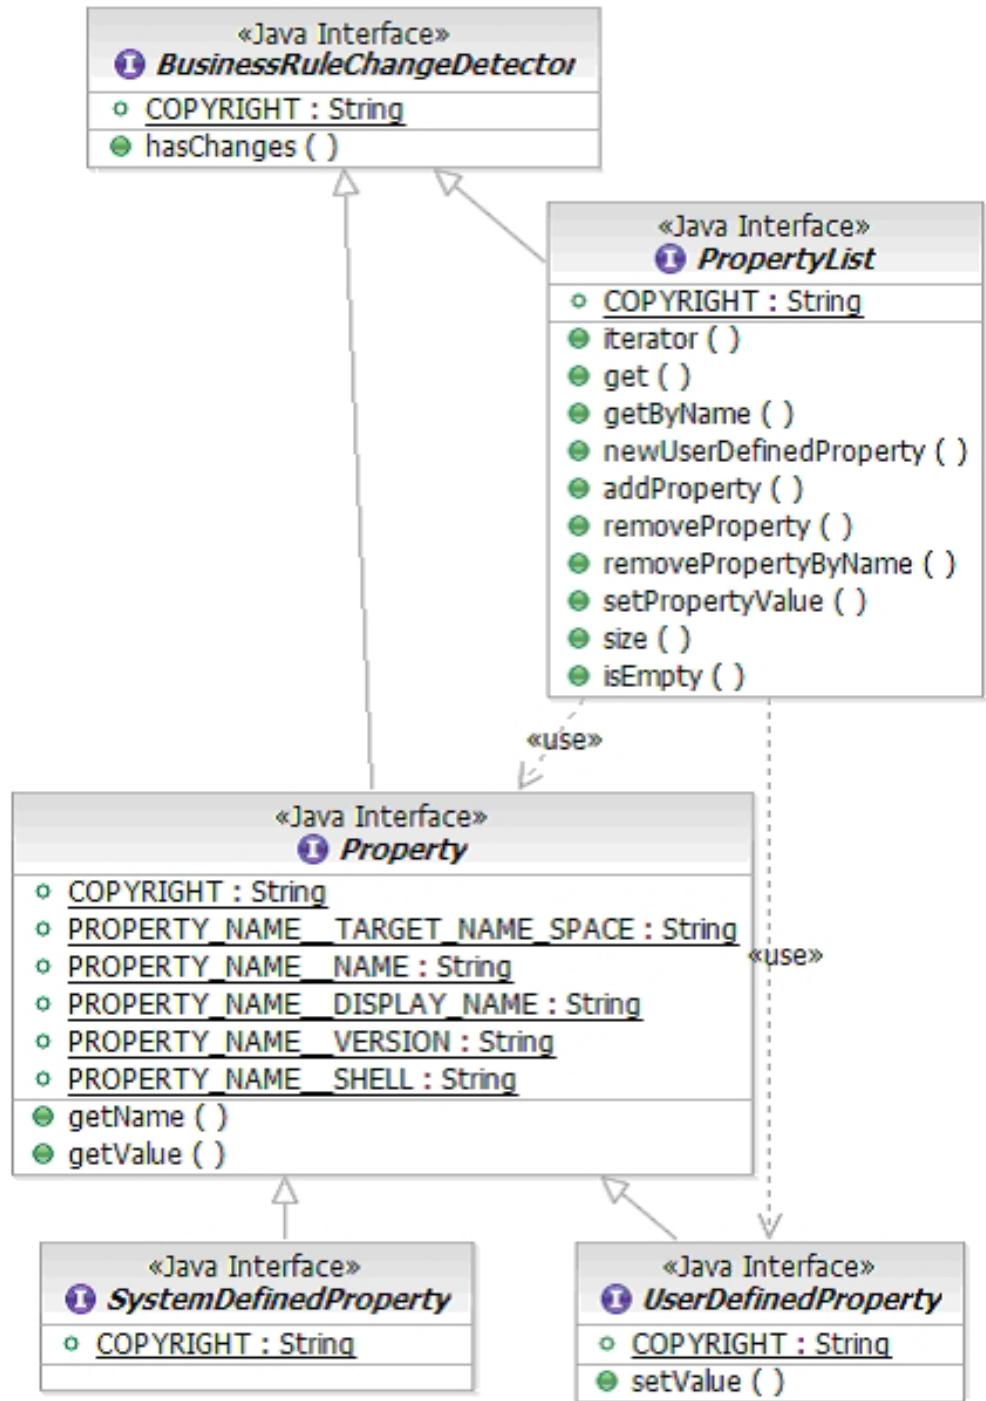 «Java Interface»
BusinessRuleChangeDetector
COPYRIGHT : String
hasChanges ( )
«Java Interface»
PropertyList
COPYRIGHT : String
iterator ( )
get ( )
getByName ( )
newUserDefinedProperty ( )
addProperty ( )
removeProperty ( )
removePropertyByName ( )
setPropertyValue ( )
size ( )
isEmpty ( )
«use»
«Java Interface»
Property
COPYRIGHT : String
PROPERTY_NAME__TARGET_NAME_SPACE : String
PROPERTY_NAME__NAME : String
PROPERTY_NAME__DISPLAY_NAME : String
PROPERTY_NAME__VERSION : String
PROPERTY_NAME__SHELL : String
getName ( )
getValue ( )
«use»
«Java Interface»
SystemDefinedProperty
COPYRIGHT : String
«Java Interface»
UserDefinedProperty
COPYRIGHT : String
setValue ( )